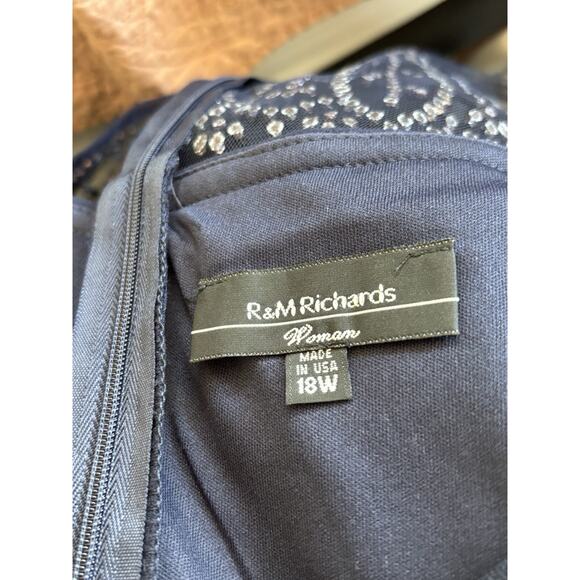 R&M Richards
Woman
MADE
IN USA
18W